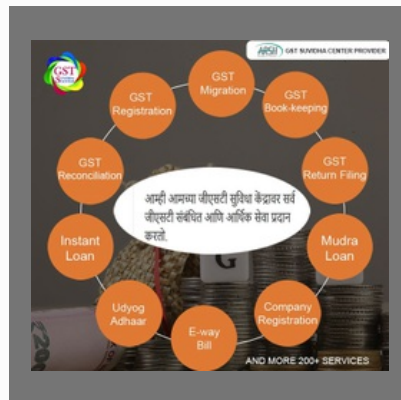 GST
APSH GST SUVIDHA CENTER PROVIDER
GST
Migration
GST
Book-keeping
GST
Return Filing
Mudra
Loan
Company
Registration
E-way
Bill
Udyog
Adhaar
Instant
Loan
GST
Reconciliation
GST
Registration
आम्ही आमच्या जीएसटी सुविधा केंद्रावर सर्व
जीएसटी संबंधित आणि आर्थिक सेवा प्रदान
करतो.
G
AND MORE 200+ SERVICES